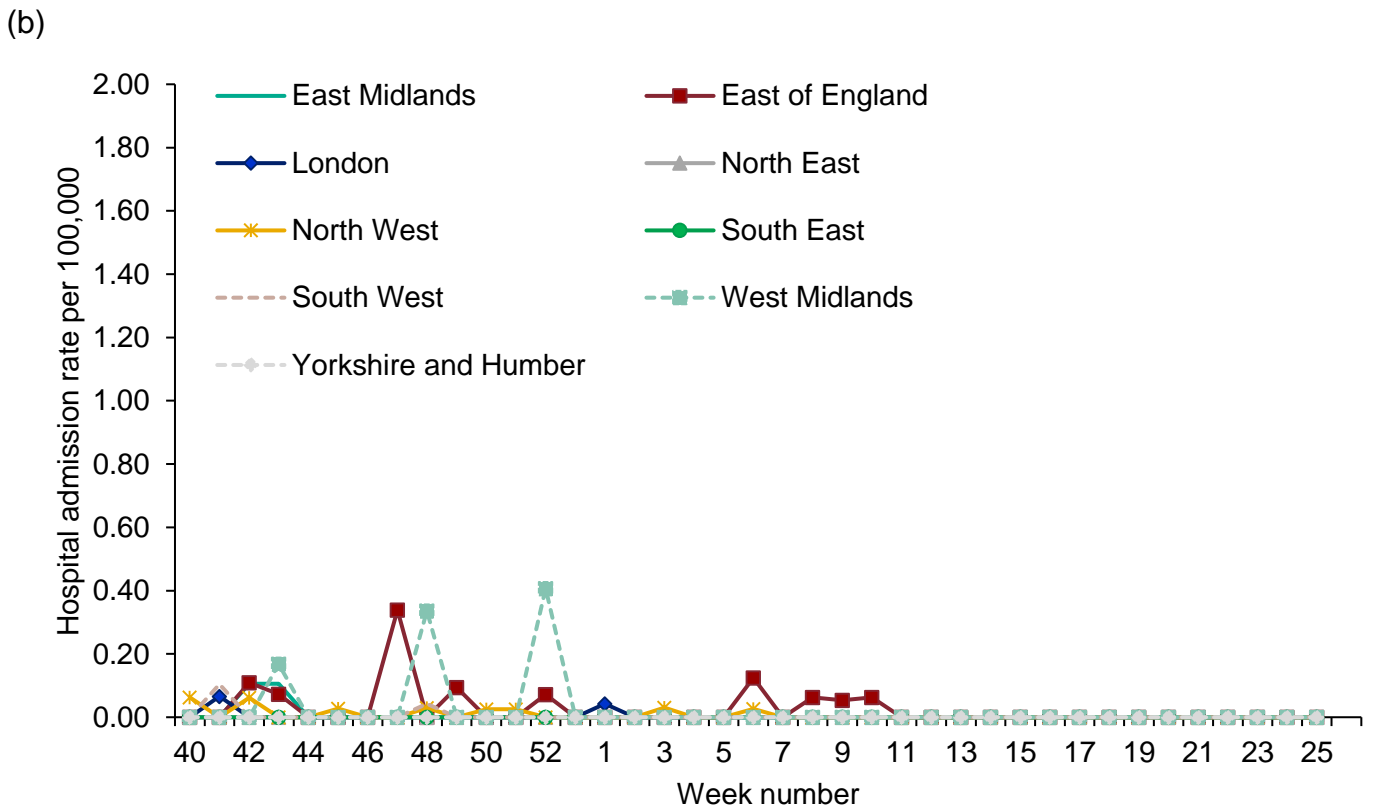 (b)
2.00
1.80
1.60
1.40
1.20
1.00
0.80
0.60
0.40
0.20
0.00
Hospital admission rate per 100,000
East Midlands East of England
London North East
North West South East
South West West Midlands
Yorkshire and Humber
40 42 44 46 48 50 52 1 3 5 7 9 11 13 15 17 19 21 23 25
Week number